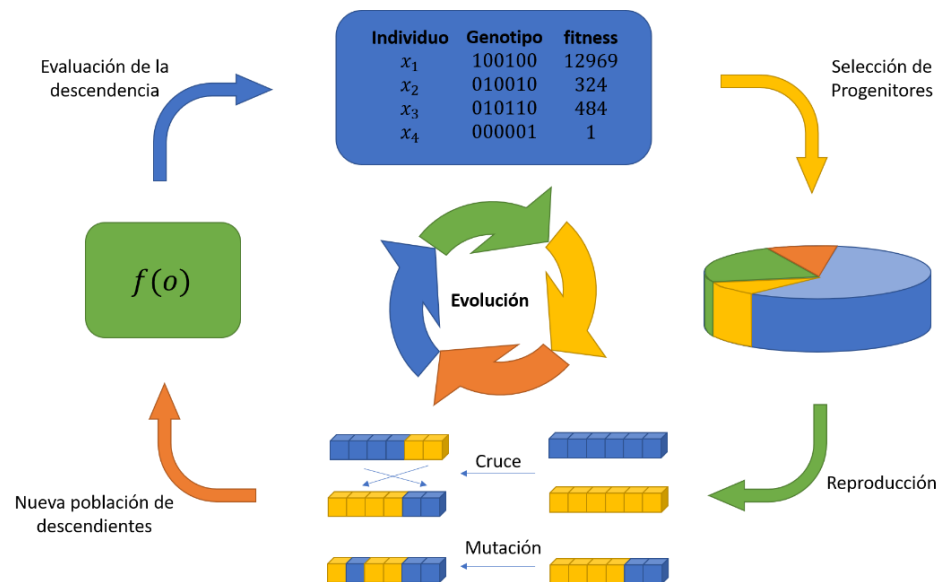 Individuo Genotipo fitness
x₁ 100100 12969
x₂ 010010 324
x₃ 010110 484
x₄ 000001 1
Evaluación de la
descendencia
Selección de
Progenitores
f(o)
Evolución
Cruce
Reproducción
Nueva población de
descendientes
Mutación